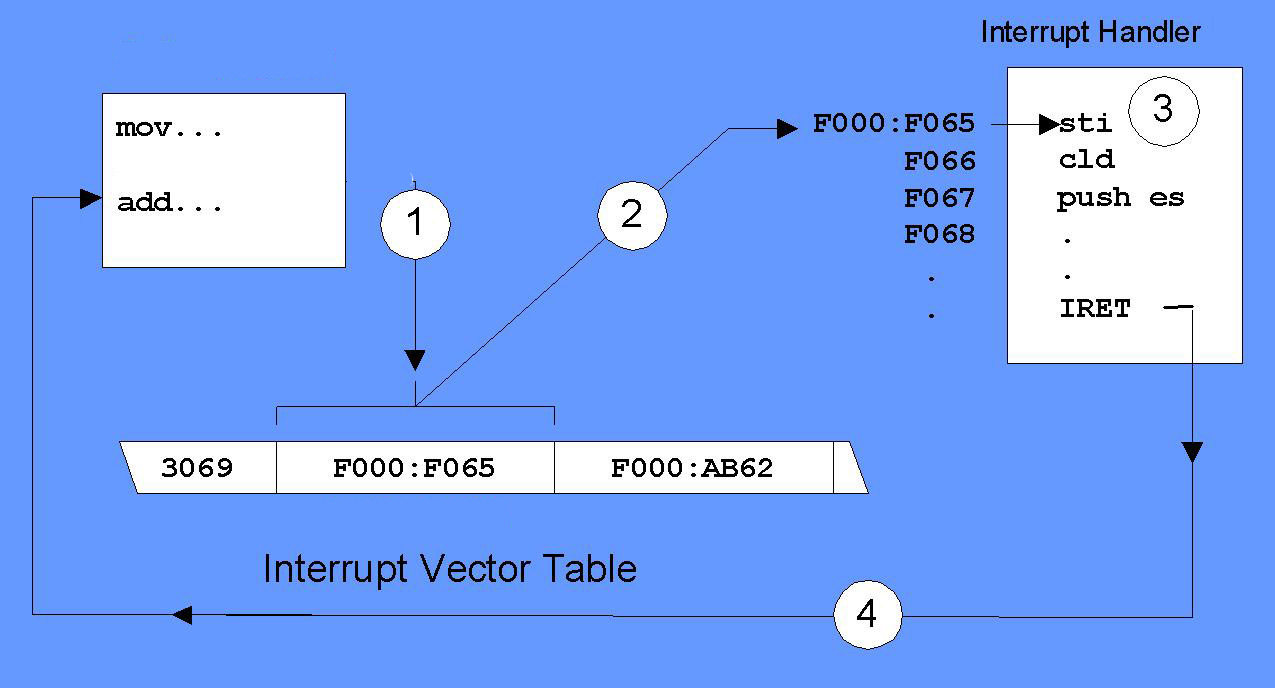 Interrupt Handler
mov...
add...
1
2
F000:F065
F066
F067
F068
.
.
3
sti
cld
push es
.
.
IRET
3069 F000:F065 F000:AB62
Interrupt Vector Table
4